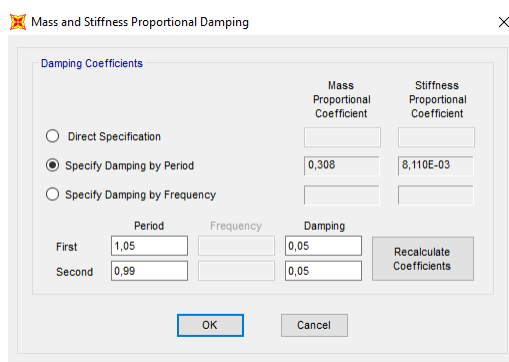 Mass and Stiffness Proportional Damping
Damping Coefficients
Mass Proportional Coefficient
Stiffness Proportional Coefficient
Direct Specification
Specify Damping by Period
0,308
8,110E-03
Specify Damping by Frequency
Period
Frequency
Damping
First
1,05
0,05
Second
0,99
0,05
Recalculate
Coefficients
OK
Cancel